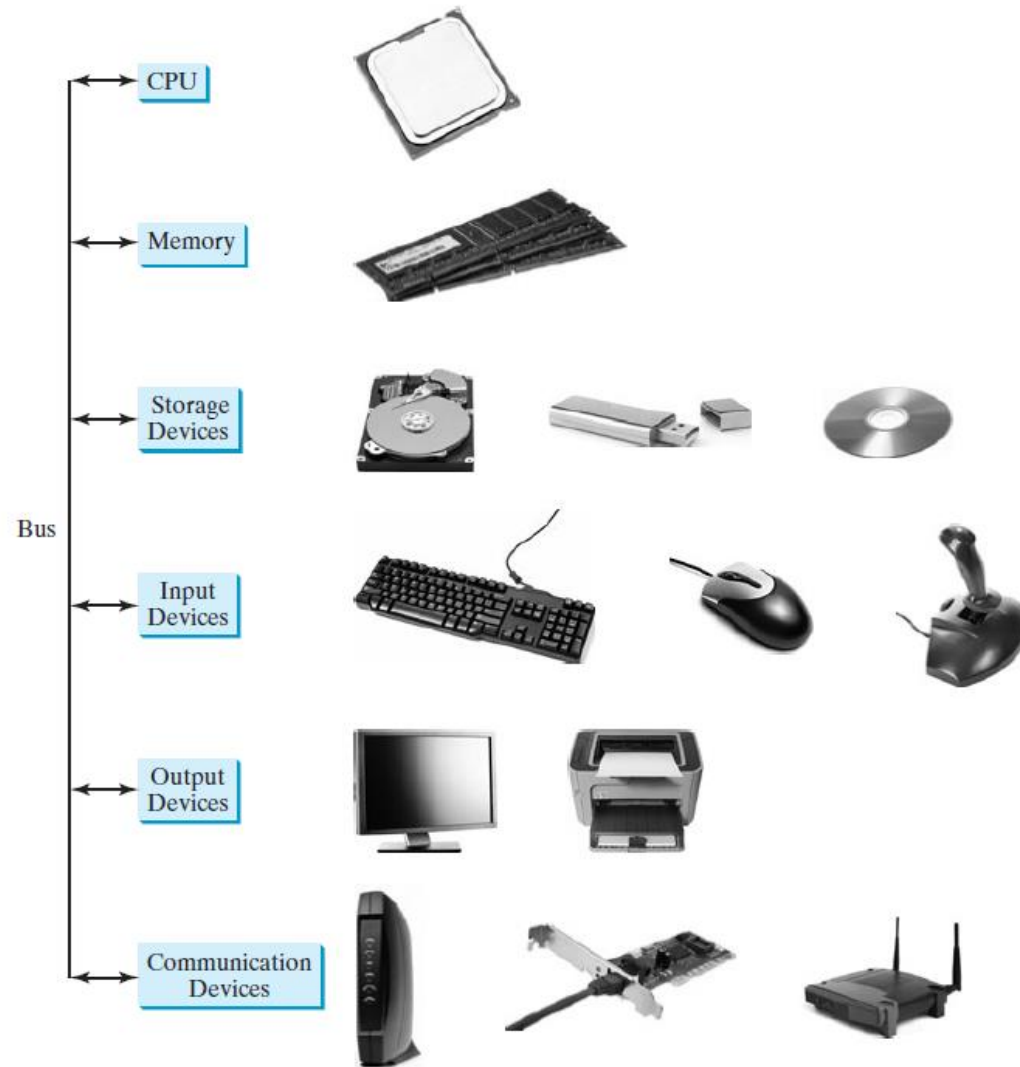 CPU
Memory
Storage
Devices
Bus
Input
Devices
Output
Devices
Communication
Devices